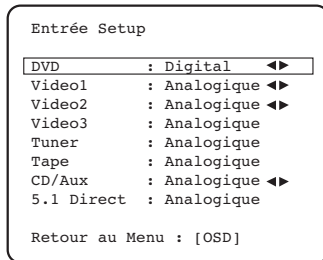 Entrée Setup
DVD : Digital ◄►
Video1 : Analogique ◄►
Video2 : Analogique ◄►
Video3 : Analogique
Tuner : Analogique
Tape : Analogique
CD/Aux : Analogique ◄►
5.1 Direct : Analogique
Retour au Menu : [OSD]